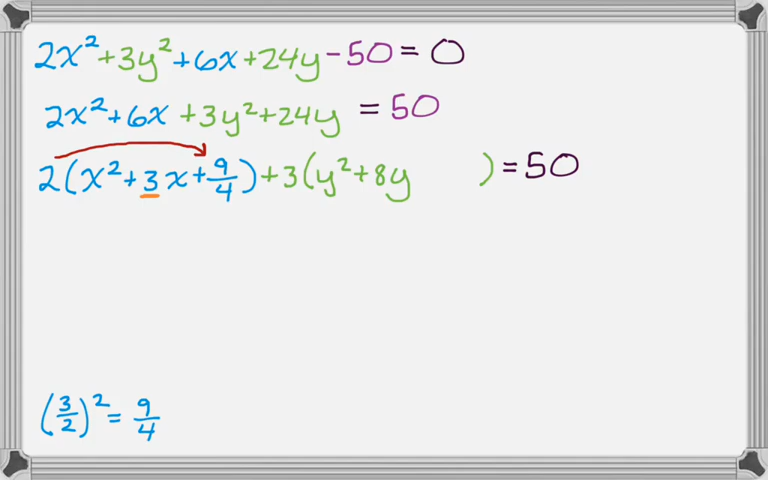 2x²+3y²+6x+24y-50=0
2x²+6x+3y²+24y=50
2(x²+3x+9/4)+3(y²+8y )=50
(3/2)²=9/4